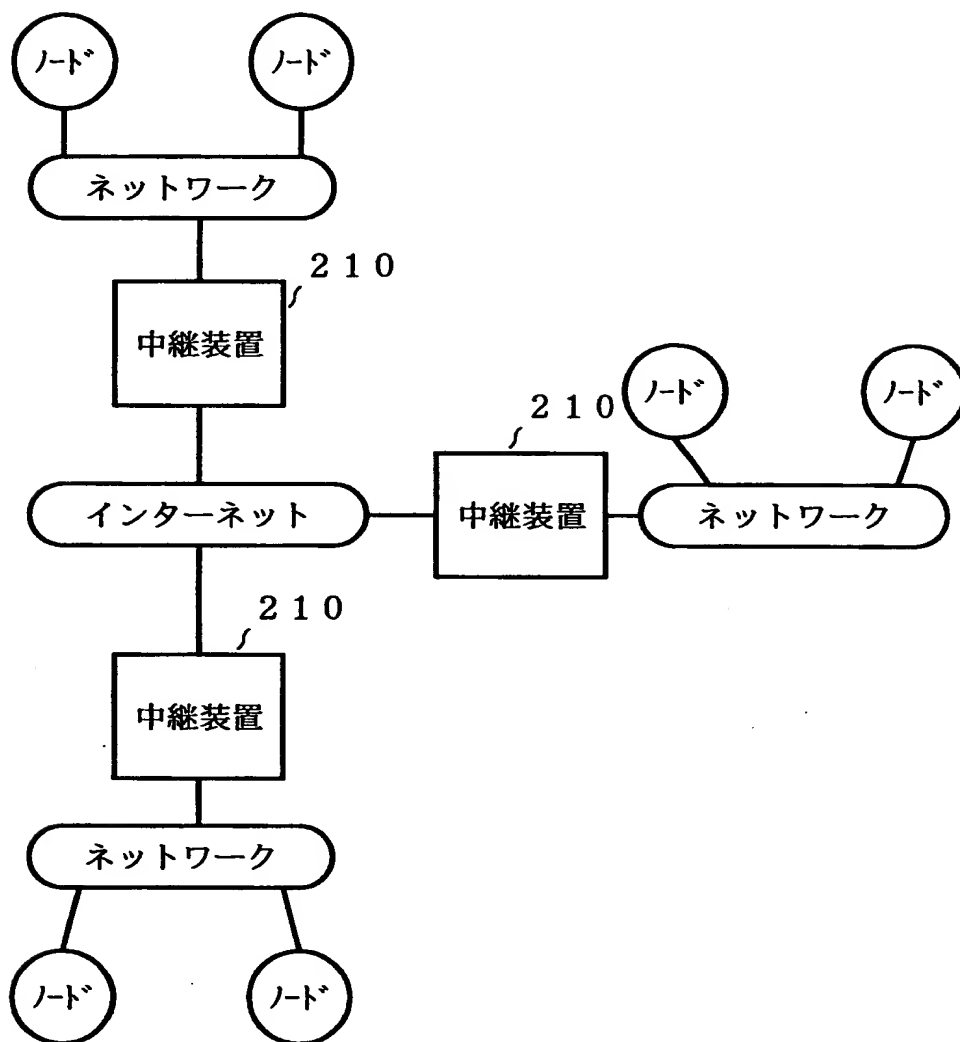 ノード ノード
ネットワーク
210
中継装置
210
ノード ノード
インターネット
中継装置
ネットワーク
210
中継装置
ネットワーク
ノード ノード